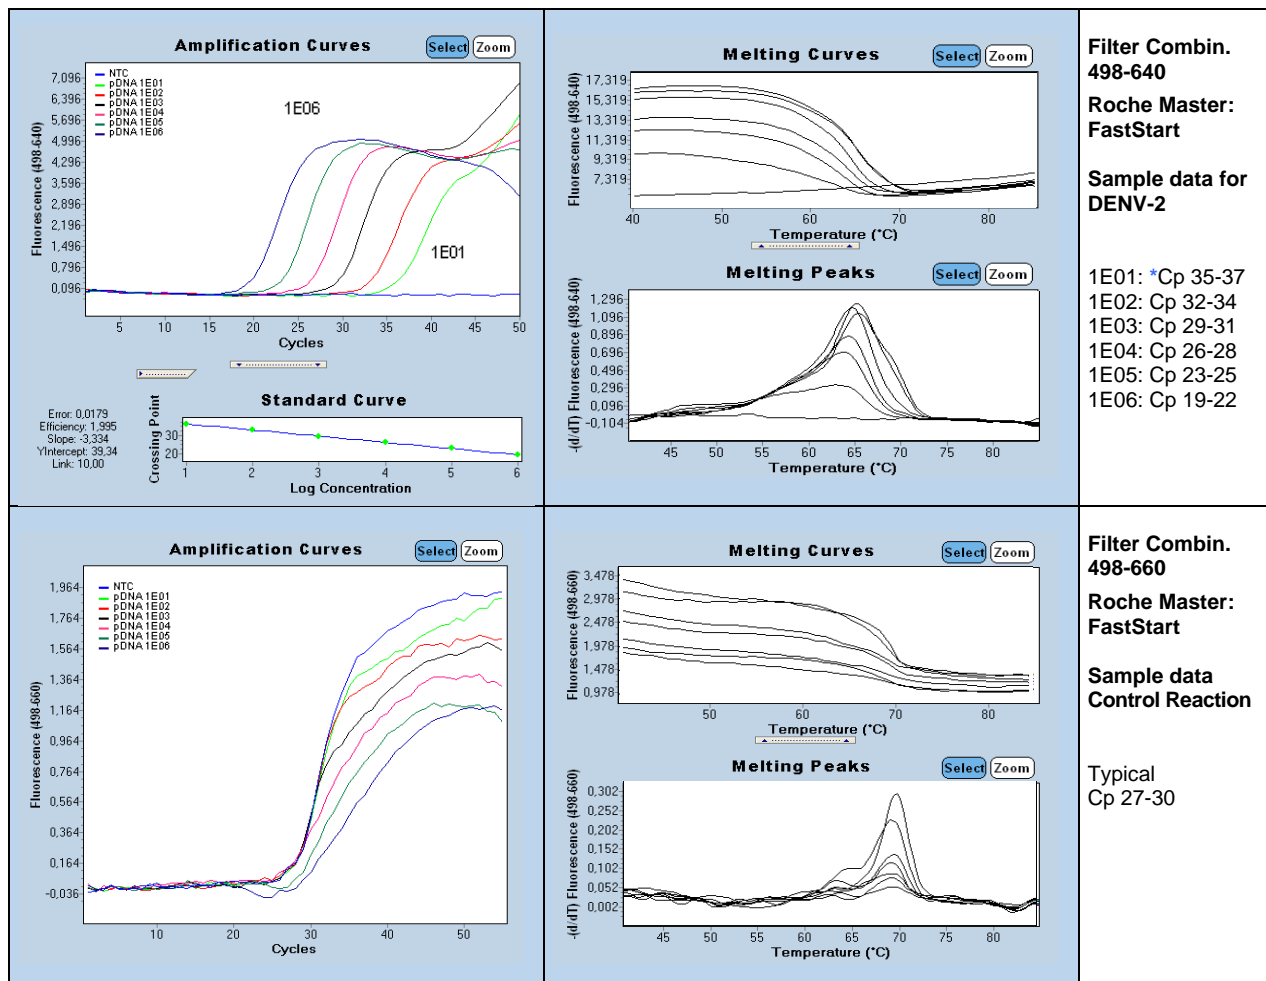 Amplification Curves
Select
Zoom
Fluorescence (498-640)
7,096
6,396
5,696
4,996
4,296
3,596
2,896
2,196
1,496
0,796
0,096
NTC
pDNA 1E01
pDNA 1E02
pDNA 1E03
pDNA 1E04
pDNA 1E05
pDNA 1E06
1E06
1E01
5 10 15 20 25 30 35 40 45 50
Cycles
Standard Curve
Error: 0,0179
Efficiency: 1,995
Slope: -3,334
YIntercept: 39,34
Link: 10,00
Crossing Point
30
20
1 2 3 4 5 6
Log Concentration
Melting Curves
Select
Zoom
Fluorescence (498-640)
17,319
15,319
13,319
11,319
9,319
7,319
40 50 60 70 80
Temperature (°C)
Melting Peaks
Select
Zoom
-(d/dT) Fluorescence (498-640)
1,296
1,096
0,896
0,696
0,496
0,296
0,096
-0,104
45 50 55 60 65 70 75 80
Temperature (°C)
Filter Combin.
498-640
Roche Master:
FastStart
Sample data for
DENV-2
1E01: *Cp 35-37
1E02: Cp 32-34
1E03: Cp 29-31
1E04: Cp 26-28
1E05: Cp 23-25
1E06: Cp 19-22
Amplification Curves
Select
Zoom
Fluorescence (498-660)
1,964
1,764
1,564
1,364
1,164
0,964
0,764
0,564
0,364
0,164
-0,036
NTC
pDNA 1E01
pDNA 1E02
pDNA 1E03
pDNA 1E04
pDNA 1E05
pDNA 1E06
10 20 30 40 50
Cycles
Melting Curves
Select
Zoom
Fluorescence (498-660)
3,478
2,978
2,478
1,978
1,478
0,978
50 60 70 80
Temperature (°C)
Melting Peaks
Select
Zoom
-(d/dT) Fluorescence (498-660)
0,302
0,252
0,202
0,152
0,102
0,052
0,002
45 50 55 60 65 70 75 80
Temperature (°C)
Filter Combin.
498-660
Roche Master:
FastStart
Sample data
Control Reaction
Typical
Cp 27-30